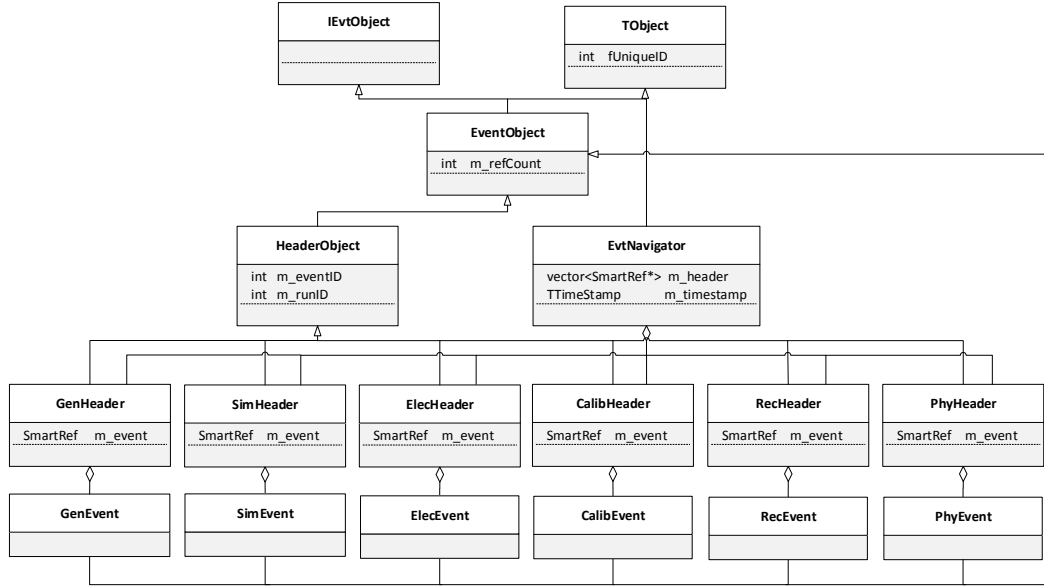 IEvtObject
TObject
int fUniqueID
EventObject
int m_refCount
HeaderObject
int m_eventID
int m_runID
EvtNavigator
vector<SmartRef*> m_header
TTimeStamp m_timestamp
GenHeader
SmartRef m_event
SimHeader
SmartRef m_event
ElecHeader
SmartRef m_event
CalibHeader
SmartRef m_event
RecHeader
SmartRef m_event
PhyHeader
SmartRef m_event
GenEvent
SimEvent
ElecEvent
CalibEvent
RecEvent
PhyEvent